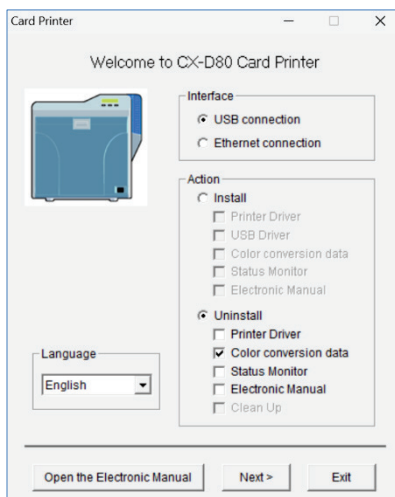 Card Printer
Welcome to CX-D80 Card Printer
Interface
USB connection
Ethernet connection
Action
Install
Printer Driver
USB Driver
Color conversion data
Status Monitor
Electronic Manual
Uninstall
Printer Driver
Color conversion data
Status Monitor
Electronic Manual
Clean Up
Language
English
Open the Electronic Manual
Next >
Exit